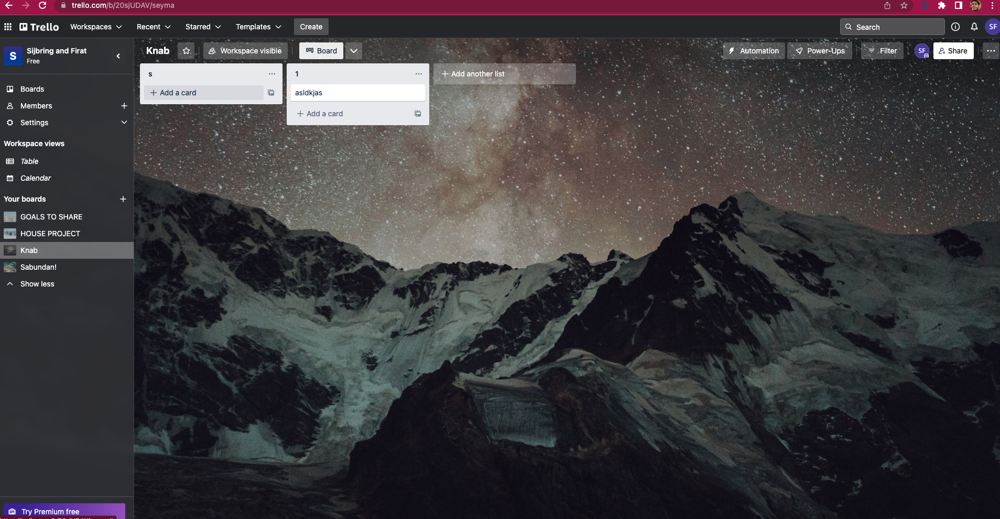 trello.com/b/20sjUDAV/seyma
Trello Workspaces Recent Starred Templates Create Search SF
S Sijbring and Firat
Free
Knab Workspace visible Board Automation Power-Ups Filter SF Share
s
Add a card
1
asldkjas
Add a card
Add another list
Boards
Members
Settings
Workspace views
Table
Calendar
Your boards
GOALS TO SHARE
HOUSE PROJECT
Knab
Sabundan!
Show less
Try Premium free